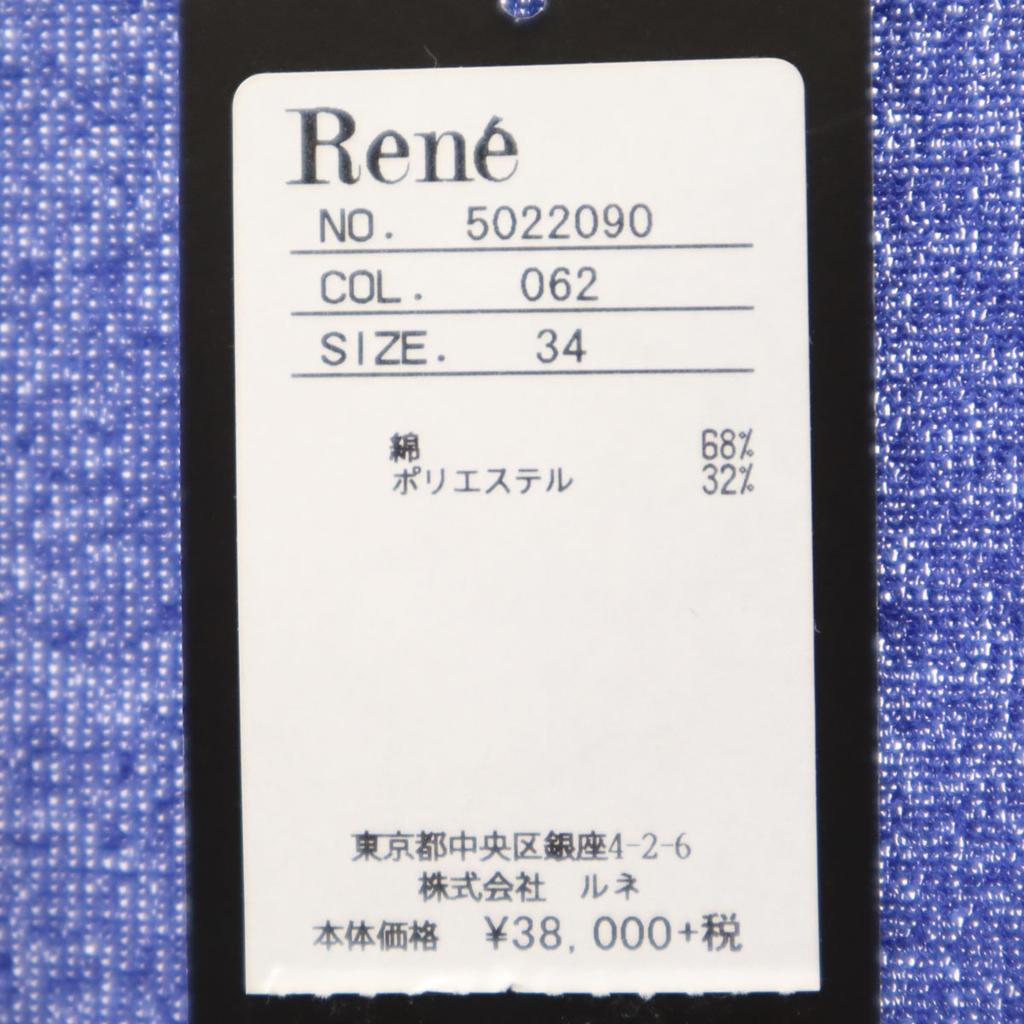 René
NO. 5022090
COL. 062
SIZE. 34
綿 68%
ポリエステル 32%
東京都中央区銀座4-2-6
株式会社 ルネ
本体価格 ¥38,000+税